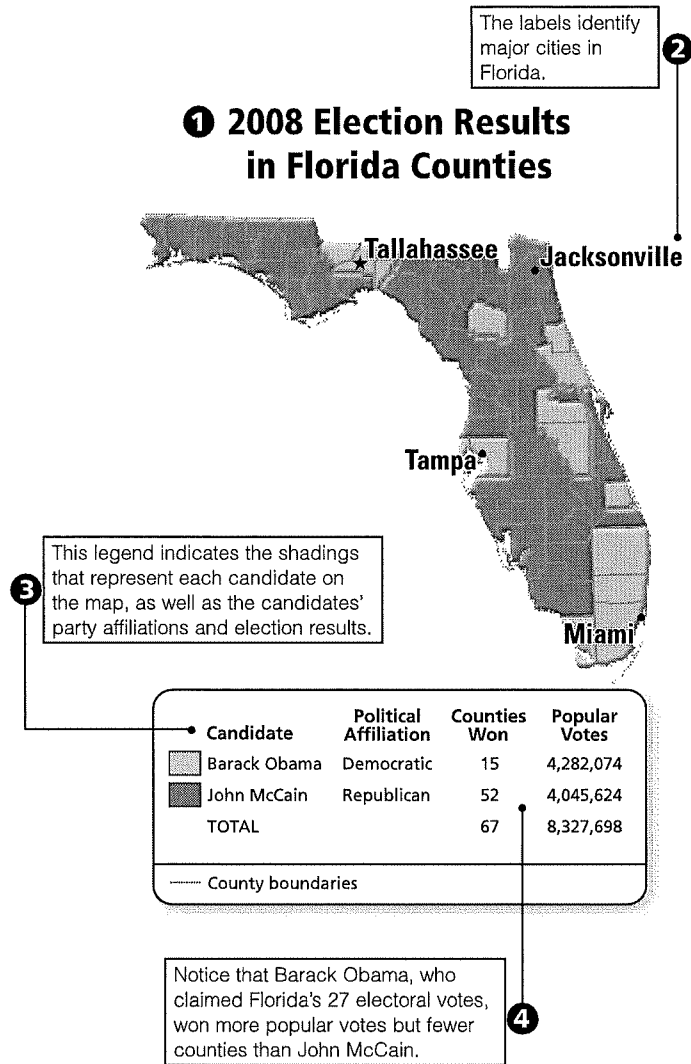 The labels identify
major cities in
Florida.
2
1 2008 Election Results
in Florida Counties
Tallahassee
Jacksonville
Tampa
Miami
3
This legend indicates the shadings
that represent each candidate on
the map, as well as the candidates’
party affiliations and election results.
Candidate Political Affiliation Counties Won Popular Votes
Barack Obama Democratic 15 4,282,074
John McCain Republican 52 4,045,624
TOTAL 67 8,327,698
County boundaries
Notice that Barack Obama, who
claimed Florida’s 27 electoral votes,
won more popular votes but fewer
counties than John McCain.
4